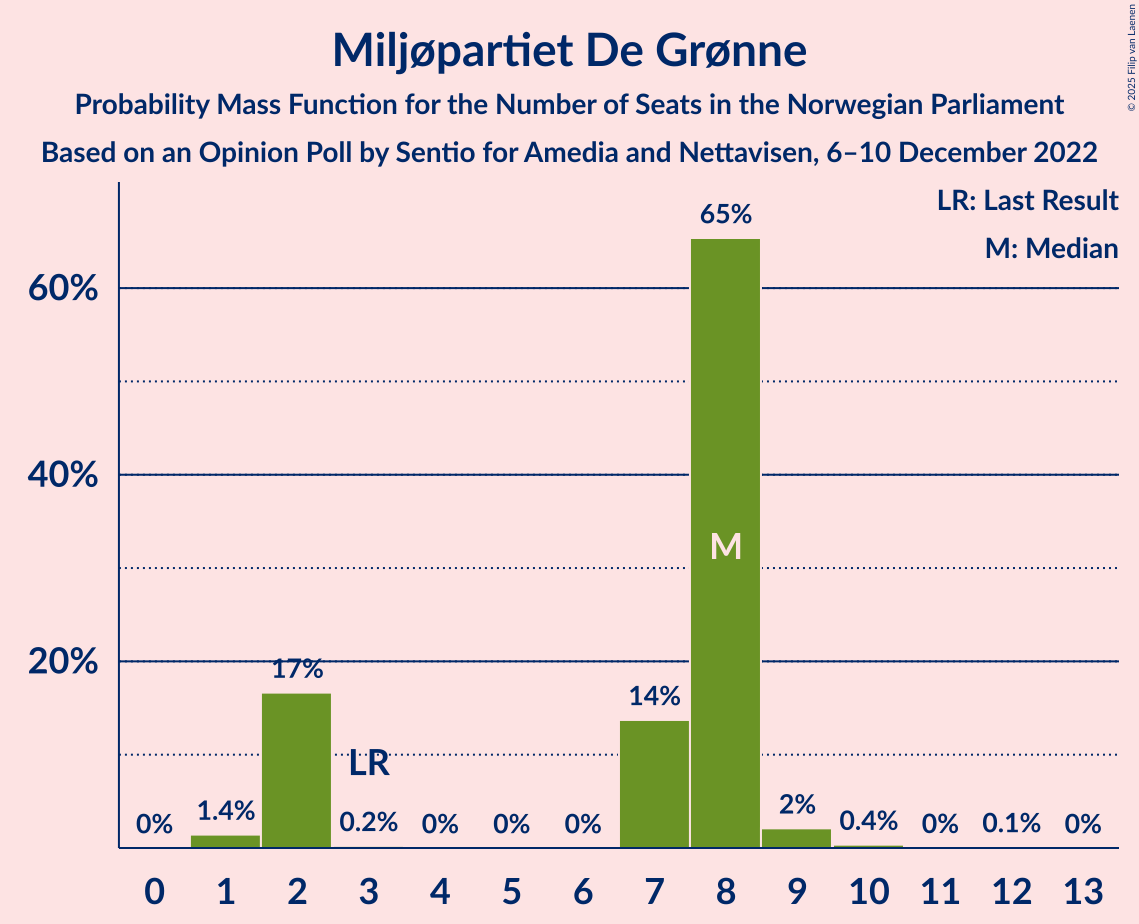 Miljøpartiet De Grønne
Probability Mass Function for the Number of Seats in the Norwegian Parliament
Based on an Opinion Poll by Sentio for Amedia and Nettavisen, 6–10 December 2022
© 2025 Filip van Laenen
LR: Last Result
M: Median
60%
40%
20%
0%
1.4%
17%
LR
0.2%
0%
0%
0%
14%
65%
M
2%
0.4%
0%
0.1%
0%
0 1 2 3 4 5 6 7 8 9 10 11 12 13